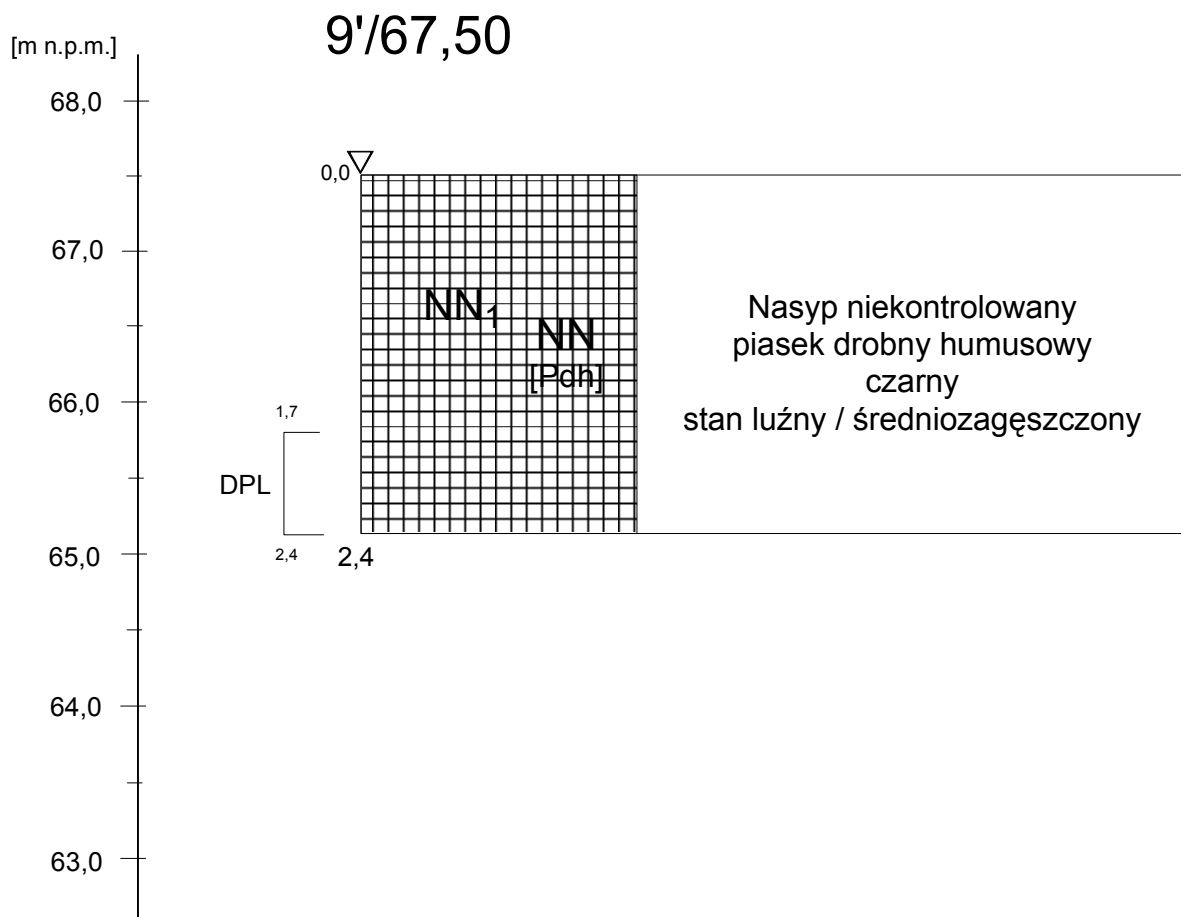 9'/67,50
[m n.p.m.]
68,0
0,0
67,0
NN1
NN
[Pdh]
Nasyp niekontrolowany
piasek drobny humusowy
czarny
stan luźny / średniozagęszczony
66,0
1,7
DPL
2,4
2,4
65,0
64,0
63,0